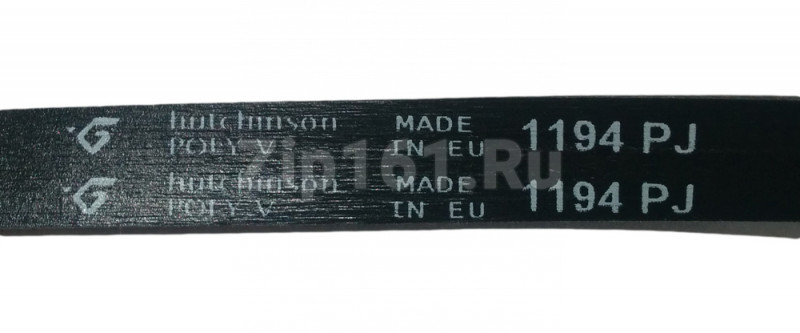 hutchinson
POLY V
MADE
IN EU
1194 PJ
hutchinson
POLY V
MADE
IN EU
1194 PJ
Zip161.Ru